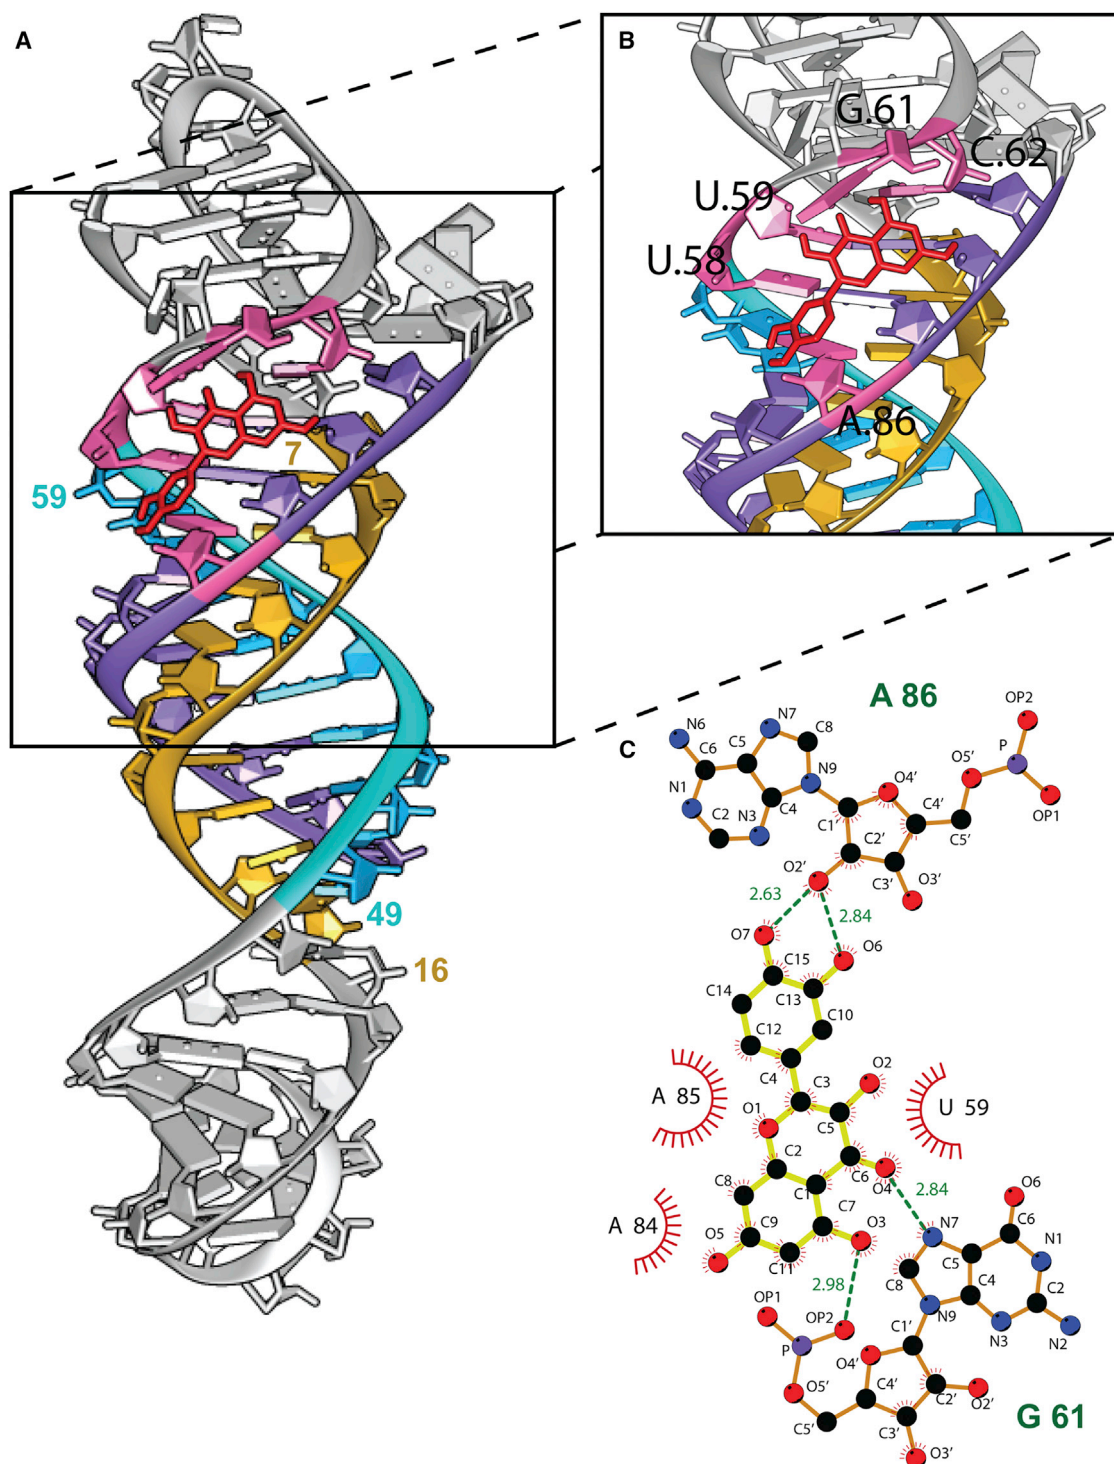 A
B
G.61
C.62
U.59
U.58
A.86
7
59
49
16
C
A 86
N7
OP2
N6
C8
C5
O5'
P
C6
N9
N1
O4'
OP1
C2
N3
C4
C4'
C1'
C2'
C5'
O2'
C3'
O3'
2.63
2.84
O7
O6
C15
C14
C13
C12
C10
O2
C4
C3
A 85
O1
U 59
C5
C2
C6
O4
2.84
O6
C8
C1
N7
C6
C7
A 84
O5
C9
O3
N1
C5
C11
C8
C4
2.98
C2
OP1
OP2
N9
N3
N2
C1'
P
O4'
O5'
C4'
C2'
O2'
G 61
C5'
C3'
O3'